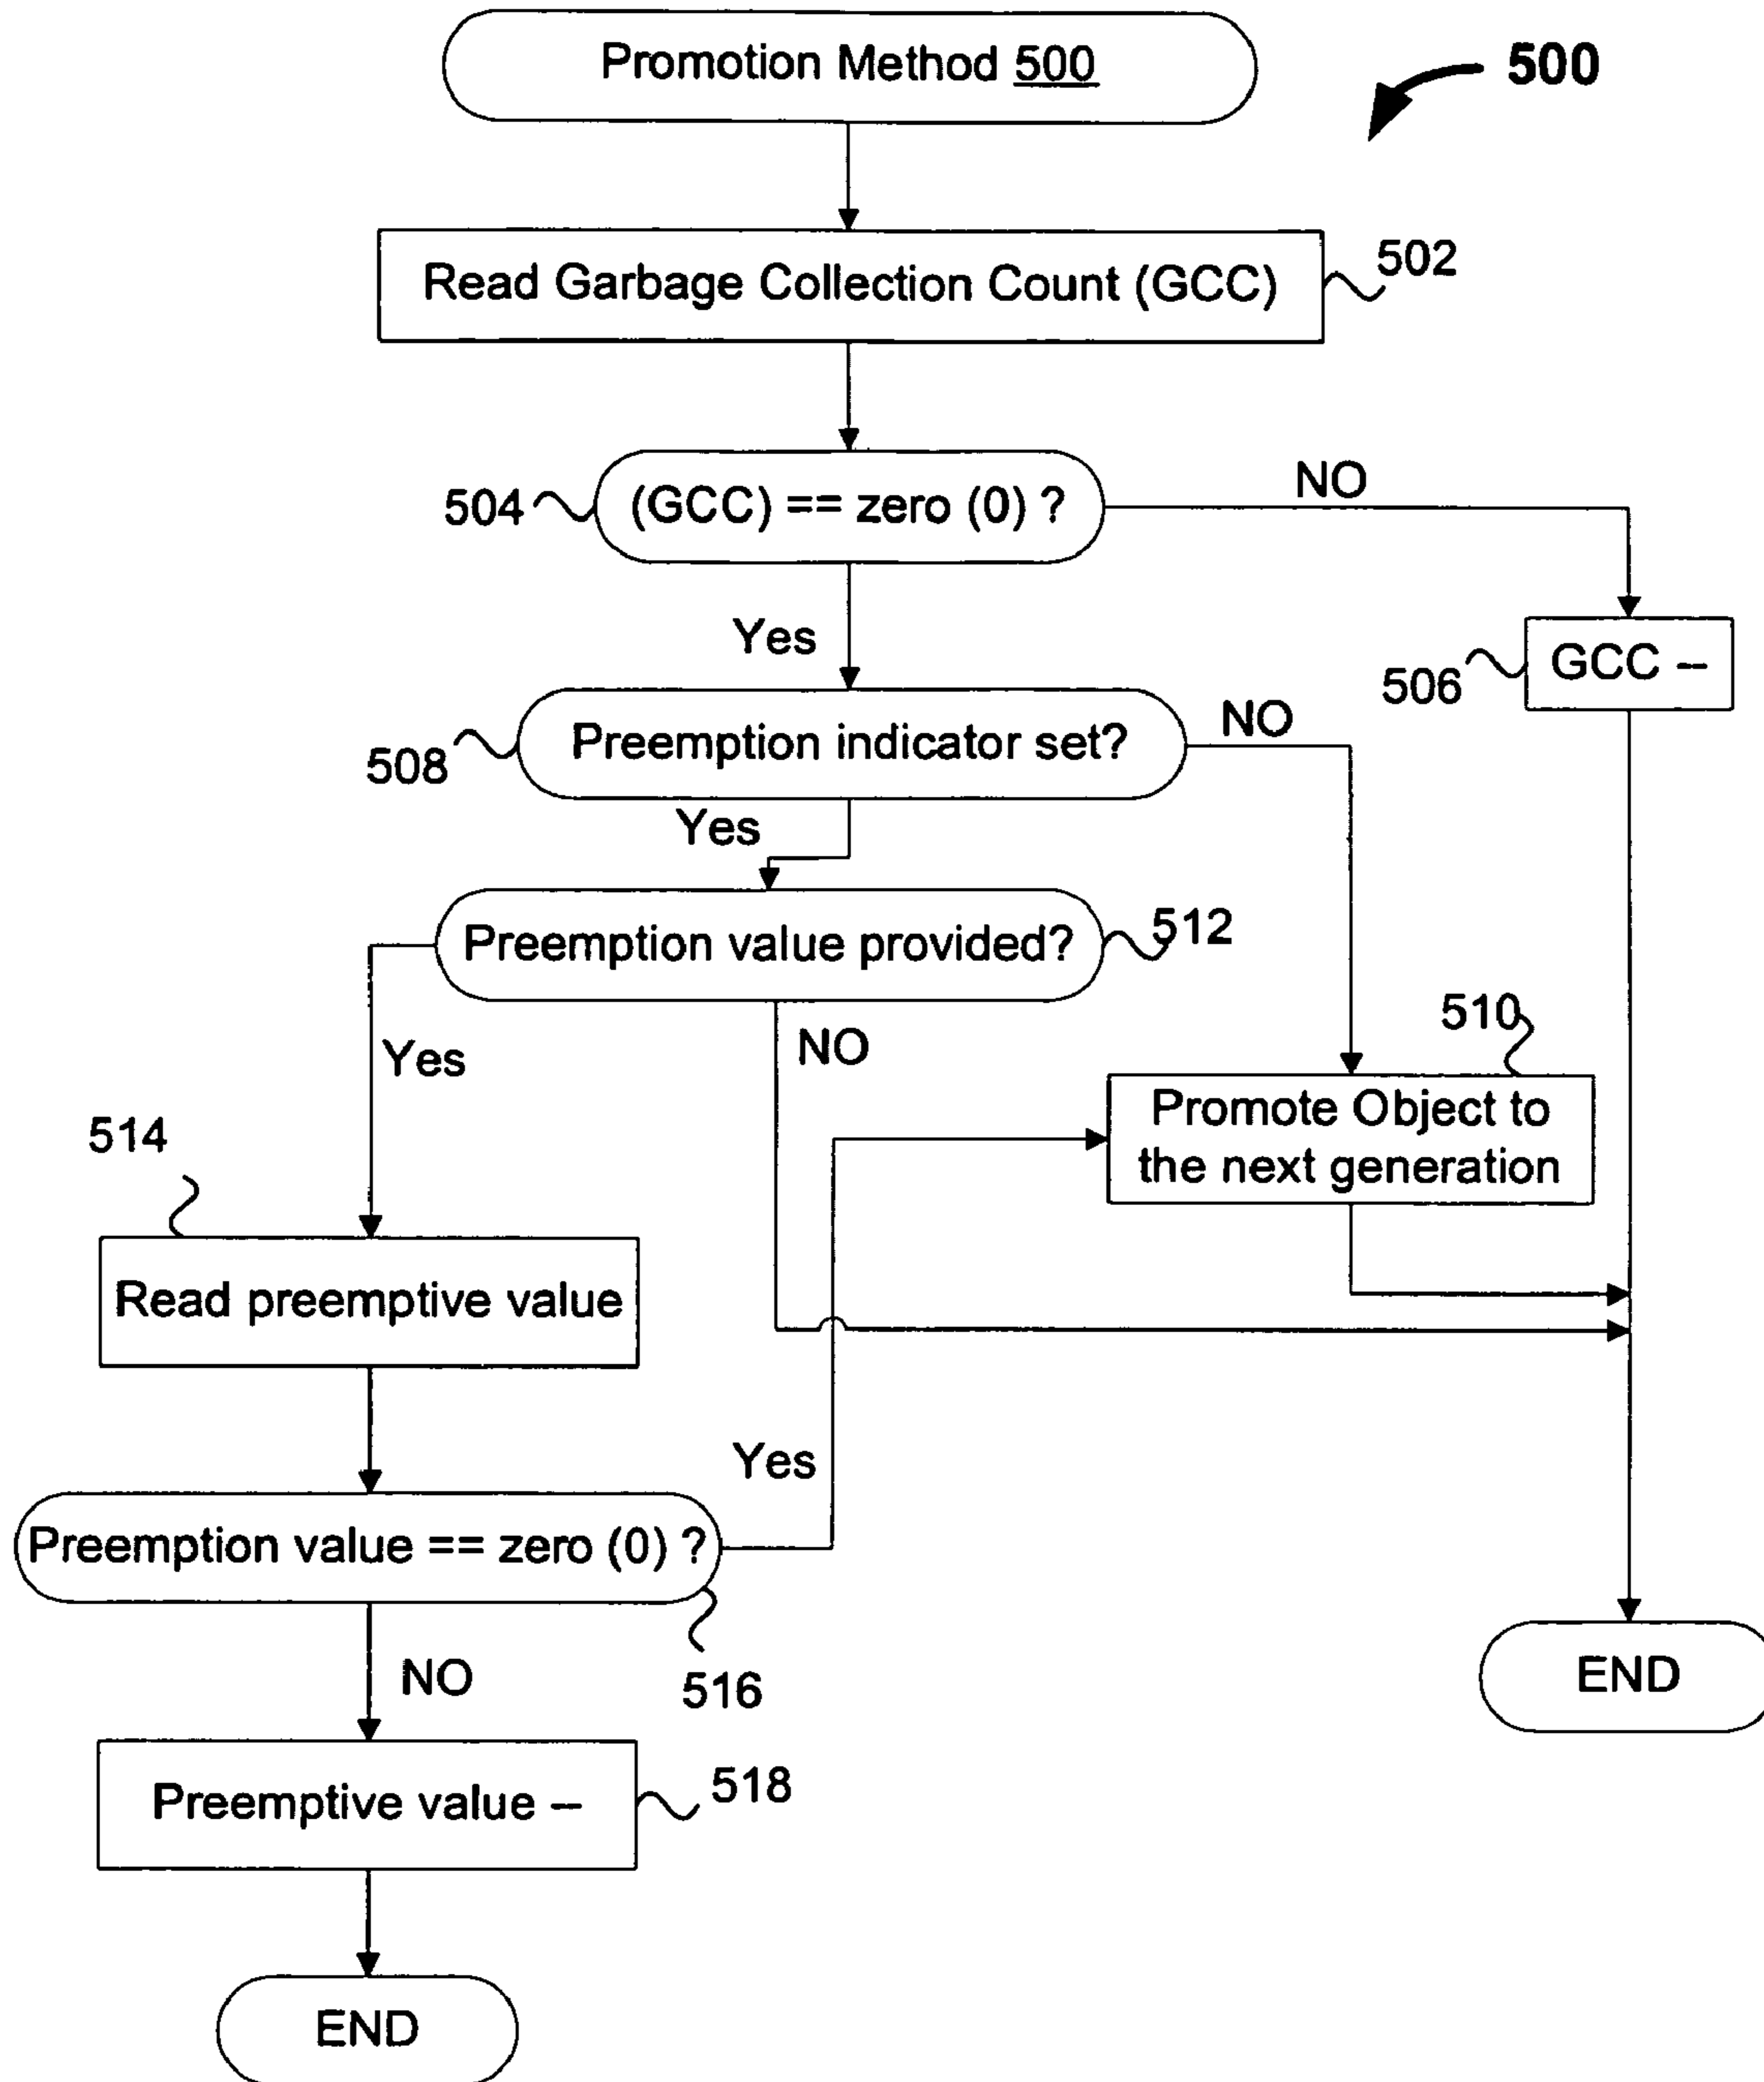 Promotion Method 500
500
Read Garbage Collection Count (GCC)
502
504
(GCC) == zero (0) ?
NO
Yes
GCC --
506
Preemption indicator set?
NO
508
Yes
Preemption value provided?
512
Yes
NO
510
Promote Object to
the next generation
514
Read preemptive value
Yes
Preemption value == zero (0) ?
516
NO
END
Preemptive value --
518
END